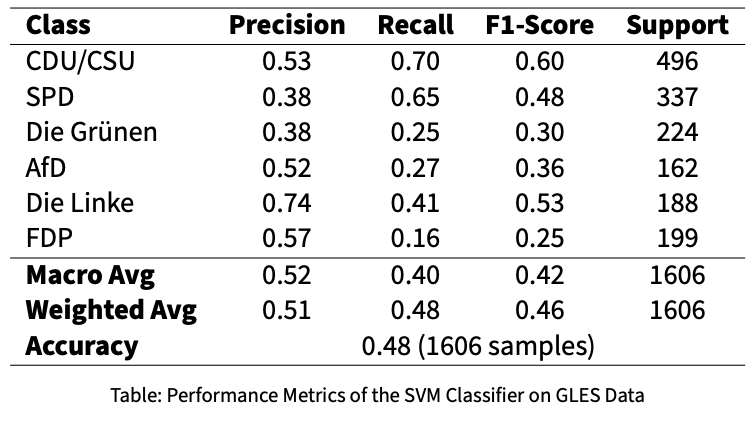 Class Precision Recall F1-Score Support
CDU/CSU 0.53 0.70 0.60 496
SPD 0.38 0.65 0.48 337
Die Grünen 0.38 0.25 0.30 224
AfD 0.52 0.27 0.36 162
Die Linke 0.74 0.41 0.53 188
FDP 0.57 0.16 0.25 199
Macro Avg 0.52 0.40 0.42 1606
Weighted Avg 0.51 0.48 0.46 1606
Accuracy 0.48 (1606 samples)
Table: Performance Metrics of the SVM Classifier on GLES Data